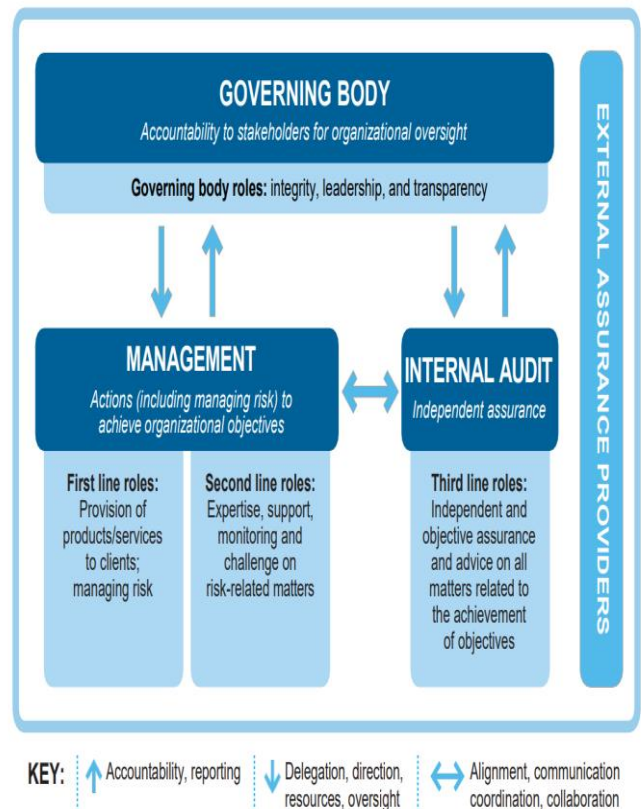 GOVERNING BODY
Accountability to stakeholders for organizational oversight
Governing body roles: integrity, leadership, and transparency
MANAGEMENT
Actions (including managing risk) to
achieve organizational objectives
First line roles:
Provision of
products/services
to clients;
managing risk
Second line roles:
Expertise, support,
monitoring and
challenge on
risk-related matters
INTERNAL AUDIT
Independent assurance
Third line roles:
Independent and
objective assurance
and advice on all
matters related to
the achievement
of objectives
EXTERNAL ASSURANCE PROVIDERS
KEY:
Accountability, reporting
Delegation, direction,
resources, oversight
Alignment, communication
coordination, collaboration